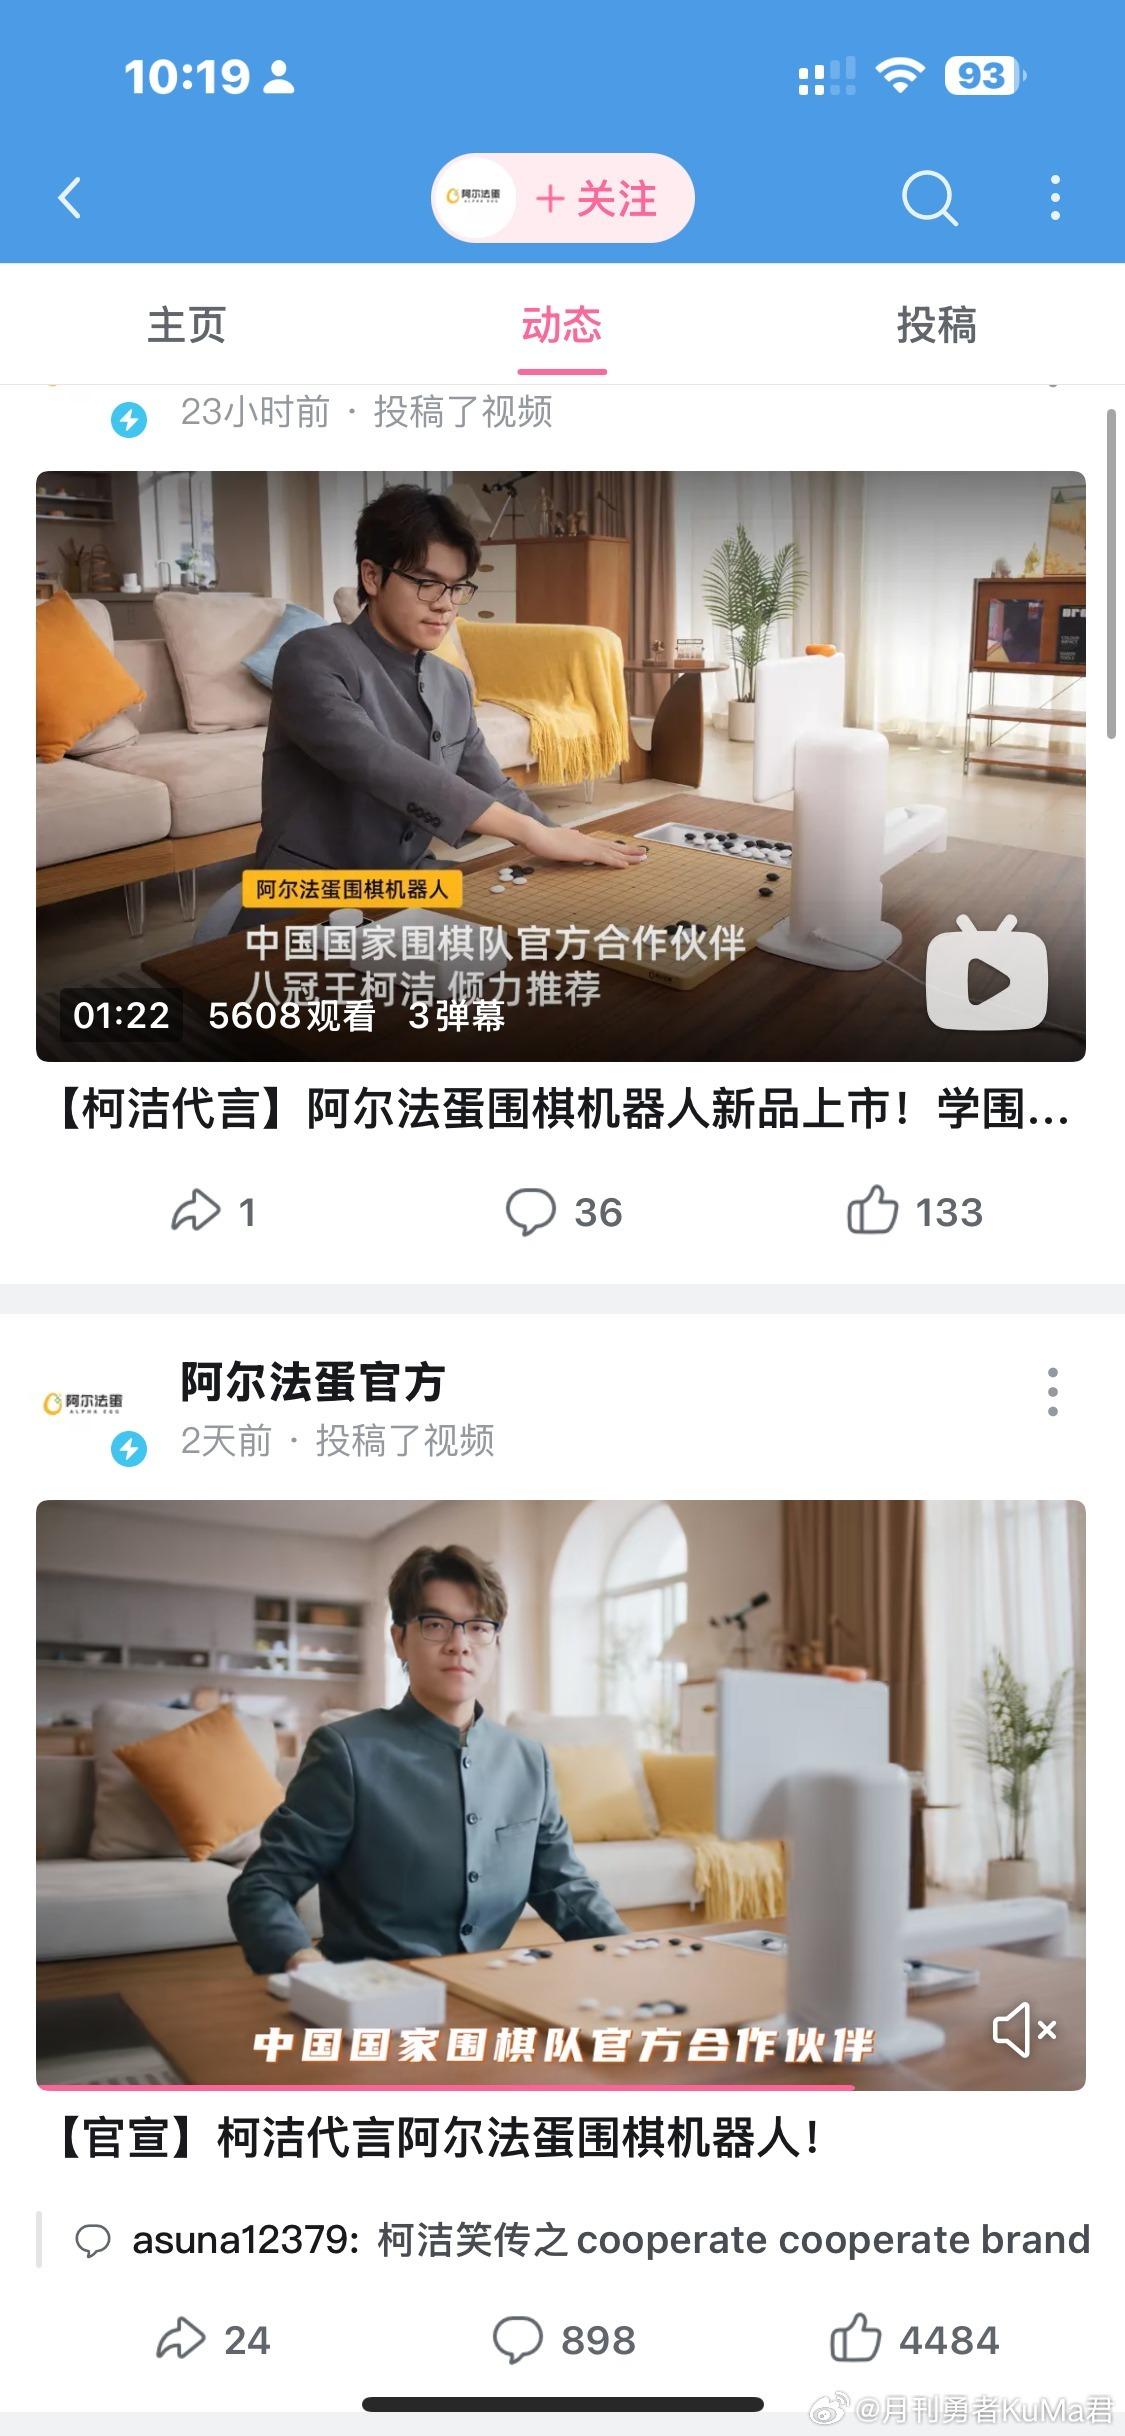 10:19
93
阿尔法蛋
ALPHA EGG
+ 关注
主页
动态
投稿
23小时前 · 投稿了视频
阿尔法蛋围棋机器人
中国国家围棋队官方合作伙伴
八冠王柯洁 倾力推荐
01:22 5608观看 3弹幕
【柯洁代言】阿尔法蛋围棋机器人新品上市！学围...
1
36
133
阿尔法蛋
ALPHA EGG
阿尔法蛋官方
2天前 · 投稿了视频
中国国家围棋队官方合作伙伴
【官宣】柯洁代言阿尔法蛋围棋机器人！
asuna12379: 柯洁笑传之cooperate cooperate brand
24
898
4484
@月刊勇者KuMa君